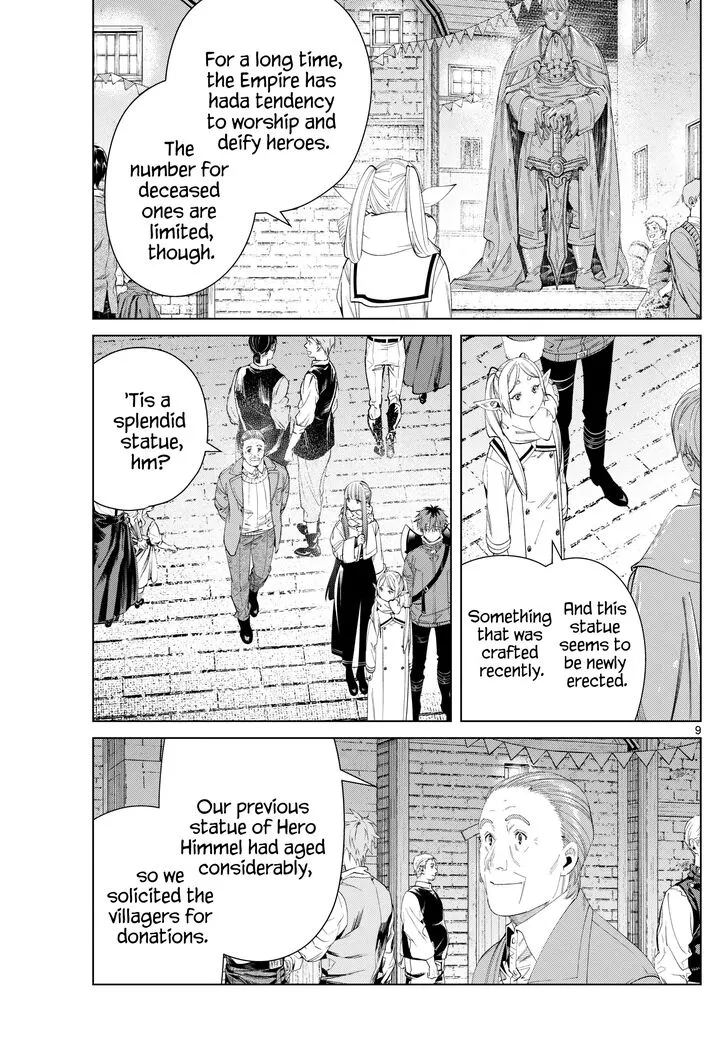 For a long time,
the Empire has
hada tendency
to worship and
deify heroes.
The
number for
deceased
ones are
limited,
though.
And this
statue
seems to
be newly
erected.
Something
that was
crafted
recently.
'Tis a
splendid
statue,
hm?
9
Our previous
statue of Hero
Himmel had aged
considerably,
so we
solicited the
villagers for
donations.